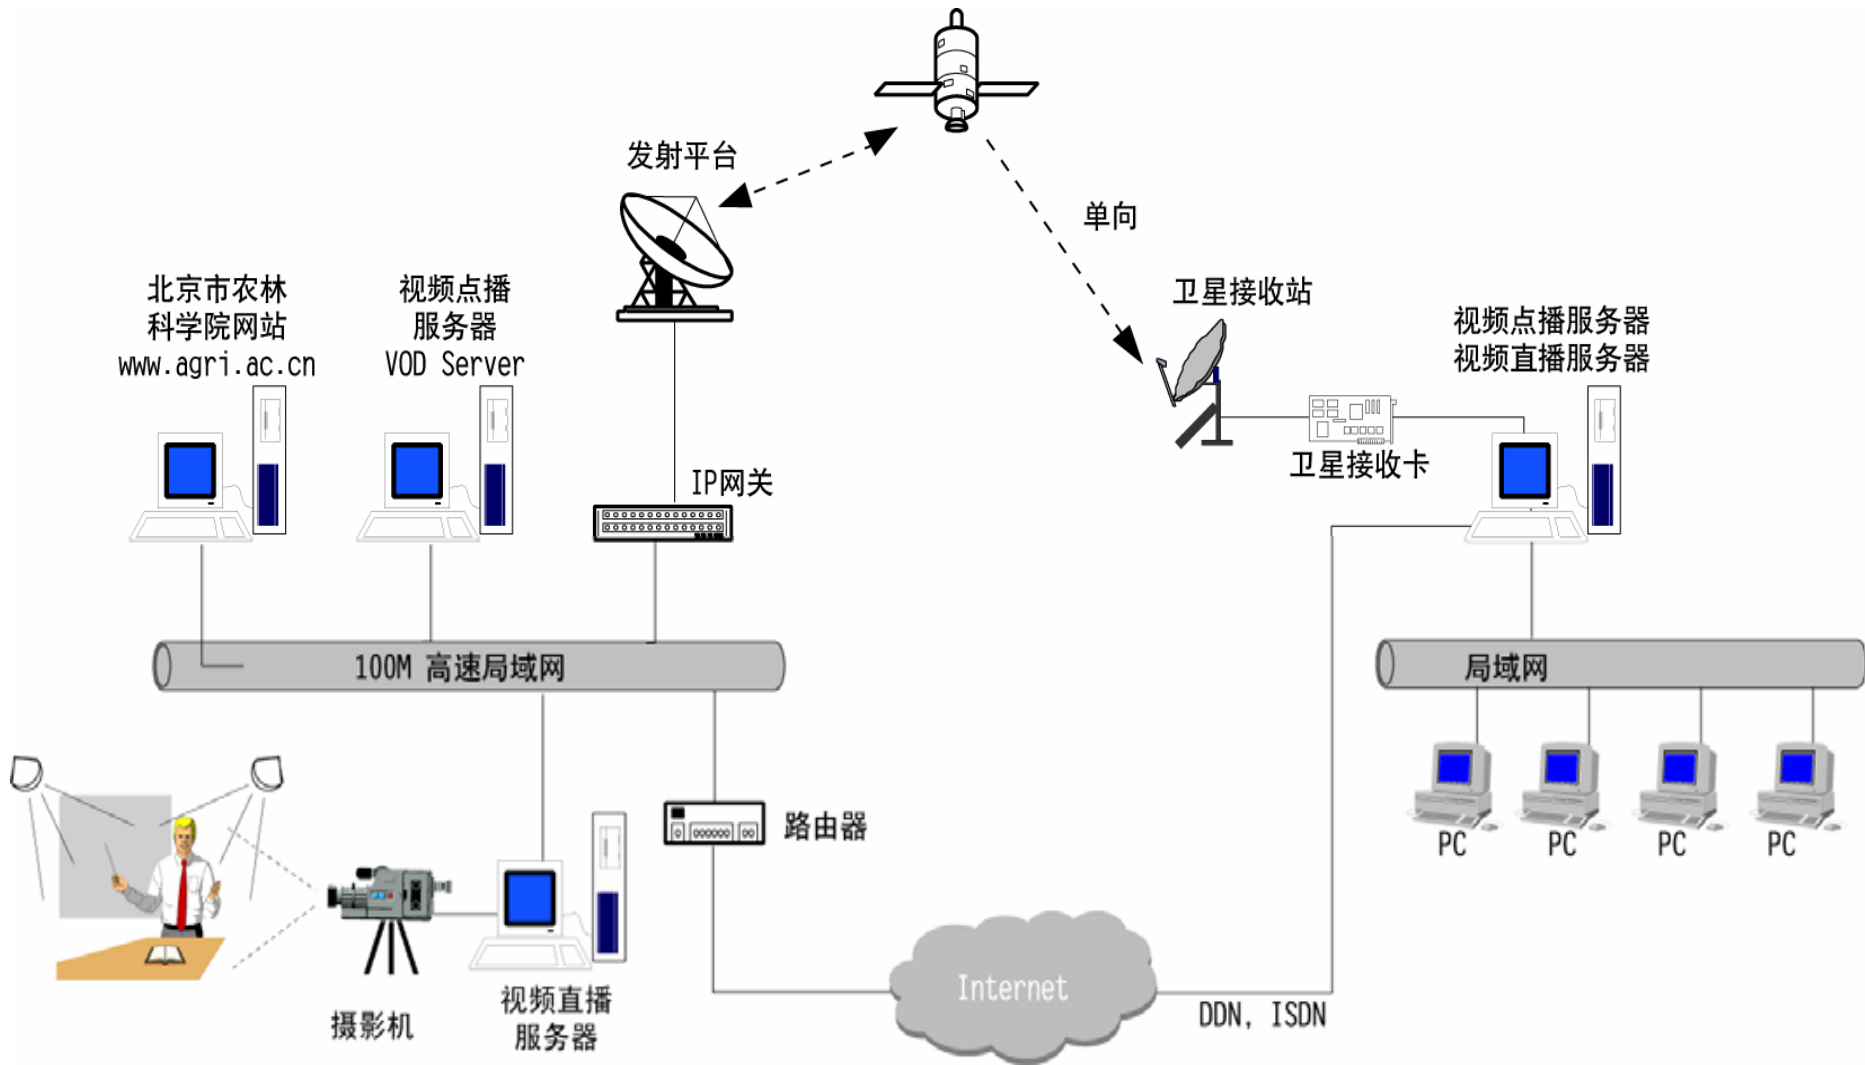 发射平台
单向
北京市农林
科学院网站
www.agri.ac.cn
视频点播
服务器
VOD Server
卫星接收站
视频点播服务器
视频直播服务器
IP网关
卫星接收卡
100M 高速局域网
局域网
路由器
PC
PC
PC
PC
Internet
DDN, ISDN
摄影机
视频直播
服务器